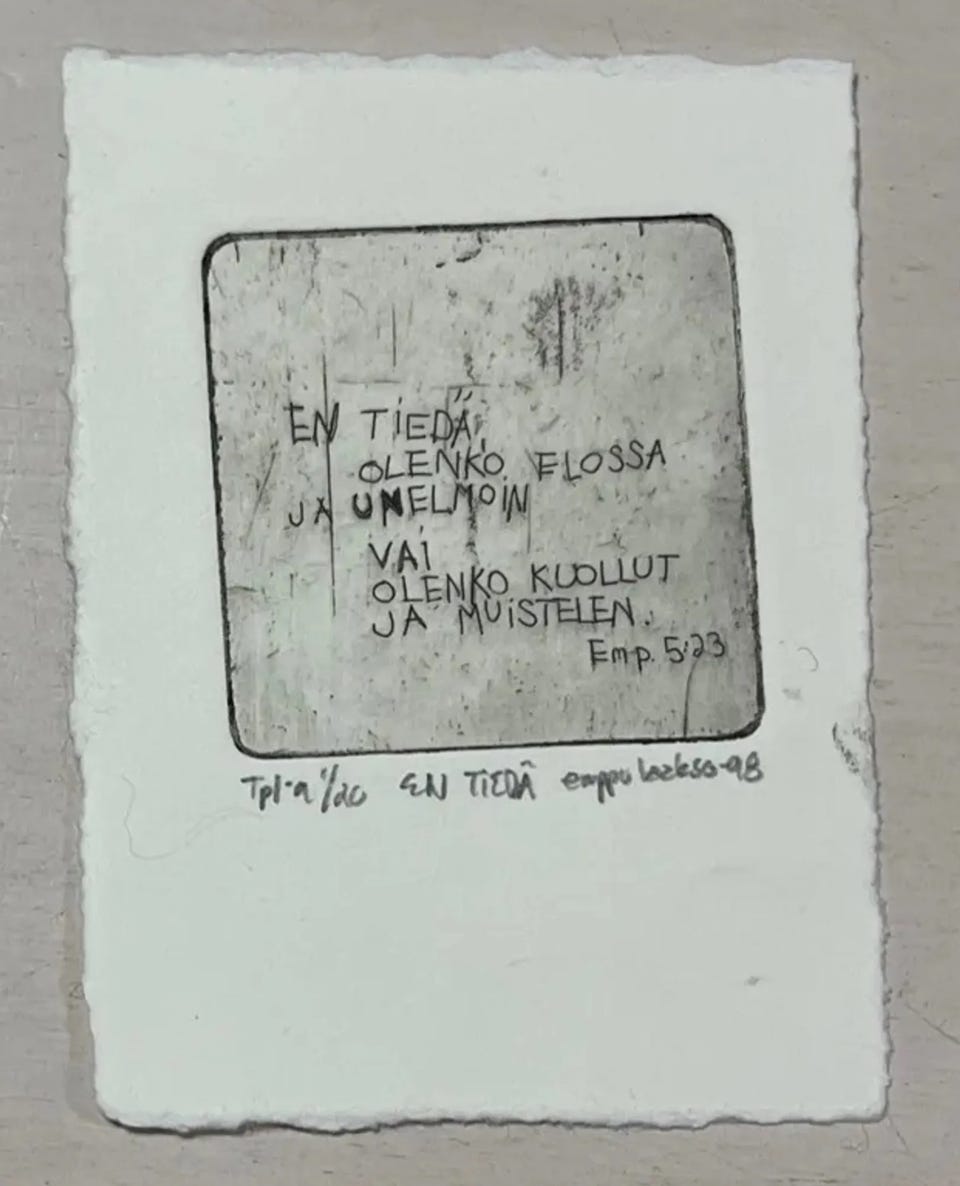 EN TIEDÄ,
OLENKO ELOSSA
JA UNELMOIN
VAI
OLENKO KUOLLUT
JA MUISTELEN.
Emp. 5:23
Tpl-a 1/20 EN TIEDÄ emppu laakso -98